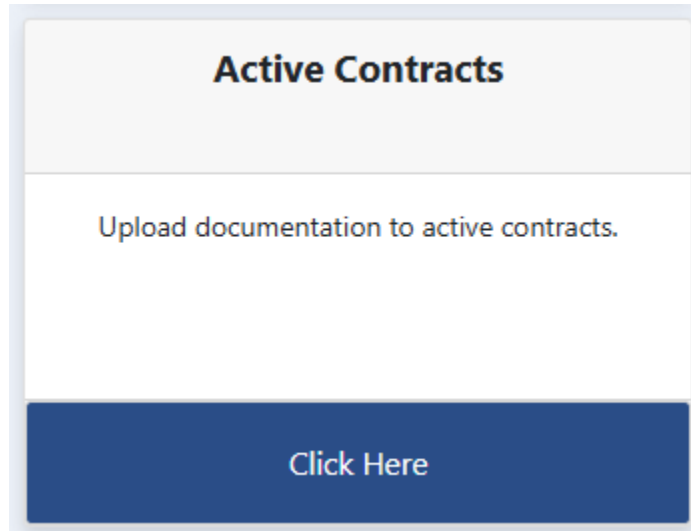 Active Contracts
Upload documentation to active contracts.
Click Here